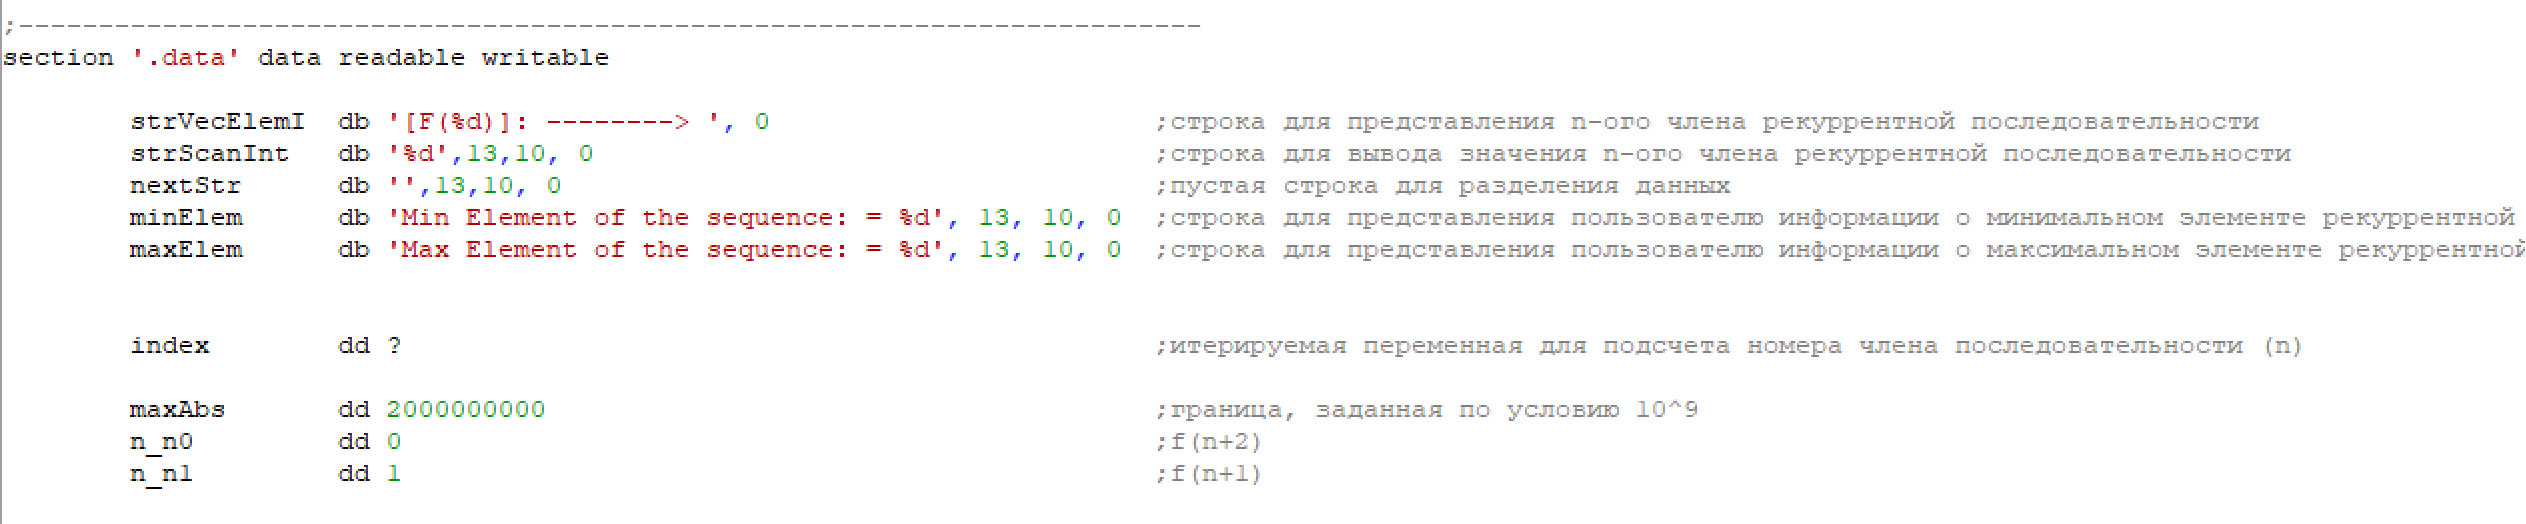 ;--------------------------------------------------------------------------
section '.data' data readable writable
strVecElemI db '[F(%d)]: --------> ', 0 ;строка для представления n-ого члена рекуррентной последовательности
strScanInt db '%d',13,10, 0 ;строка для вывода значения n-ого члена рекуррентной последовательности
nextStr db '',13,10, 0 ;пустая строка для разделения данных
minElem db 'Min Element of the sequence: = %d', 13, 10, 0 ;строка для представления пользователю информации о минимальном элементе рекуррентной
maxElem db 'Max Element of the sequence: = %d', 13, 10, 0 ;строка для представления пользователю информации о максимальном элементе рекуррентной
index dd ? ;итерируемая переменная для подсчета номера члена последовательности (n)
maxAbs dd 2000000000 ;граница, заданная по условию 10^9
n_n0 dd 0 ;f(n+2)
n_n1 dd 1 ;f(n+1)